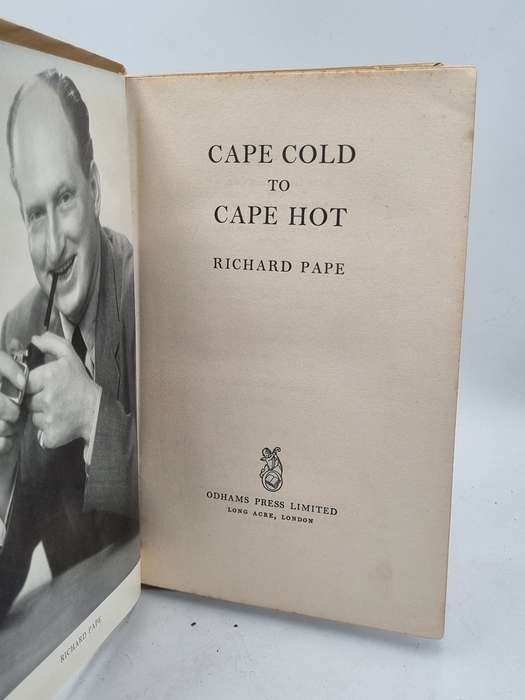 RICHARD PAPE
CAPE COLD
TO
CAPE HOT
RICHARD PAPE
ODHAMS PRESS LIMITED
LONG ACRE, LONDON